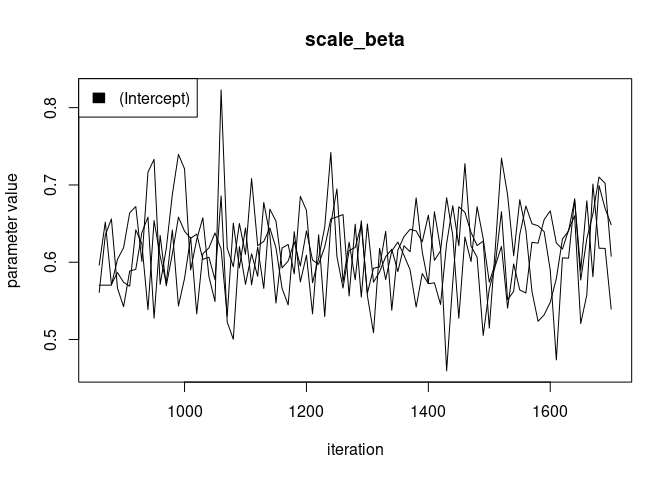 scale_beta
(Intercept)
0.8
0.7
0.6
0.5
parameter value
1000 1200 1400 1600
iteration